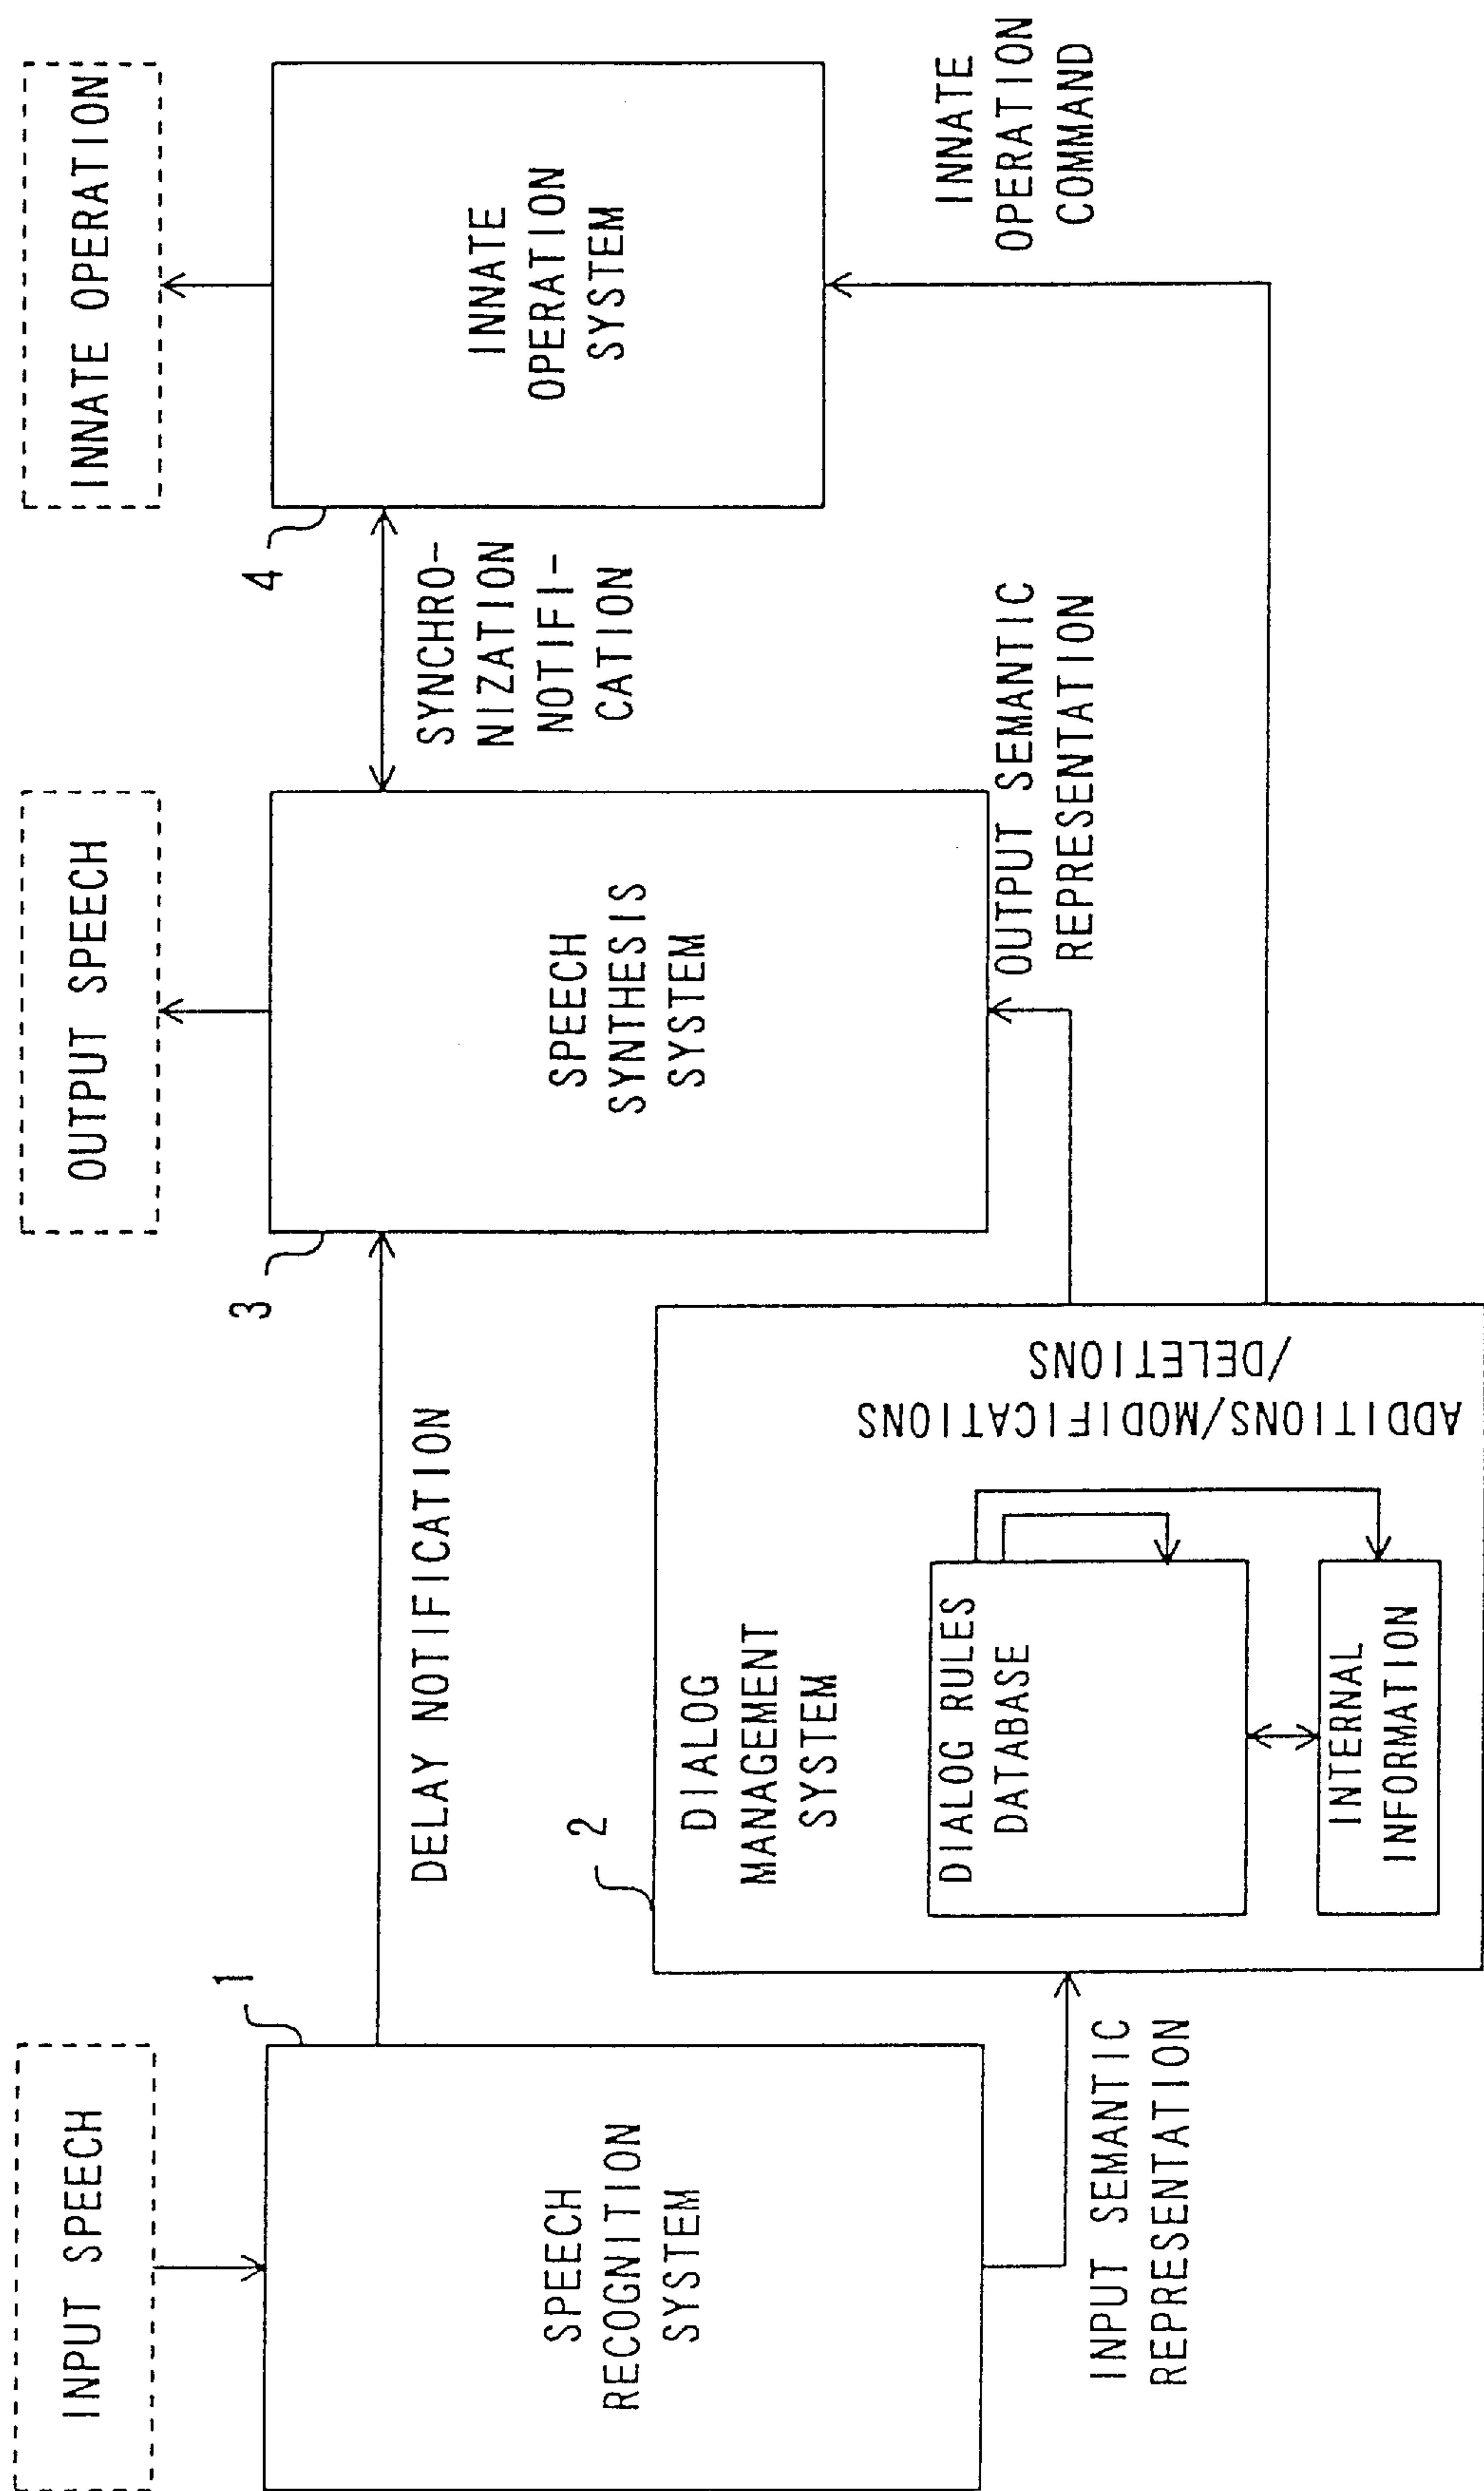 INPUT SPEECH
OUTPUT SPEECH
INNATE OPERATION
1
SPEECH
RECOGNITION
SYSTEM
DELAY NOTIFICATION
3
SPEECH
SYNTHESIS
SYSTEM
SYNCHRO-
NIZATION
NOTIFI-
CATION
4
INNATE
OPERATION
SYSTEM
INPUT SEMANTIC
REPRESENTATION
2
DIALOG
MANAGEMENT
SYSTEM
DIALOG RULES
DATABASE
INTERNAL
INFORMATION
ADDITIONS/MODIFICATIONS
/DELETIONS
OUTPUT SEMANTIC
REPRESENTATION
INNATE
OPERATION
COMMAND